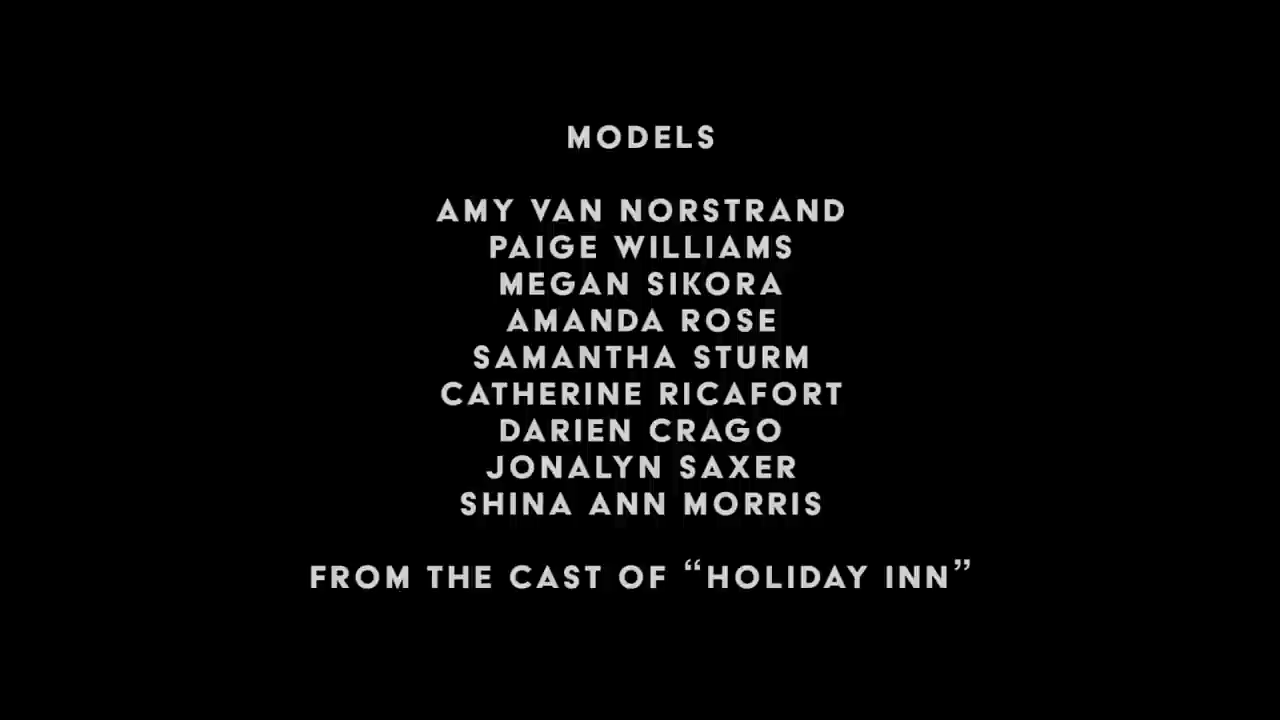 MODELS
AMY VAN NORSTRAND
PAIGE WILLIAMS
MEGAN SIKORA
AMANDA ROSE
SAMANTHA STURM
CATHERINE RICAFORT
DARIEN CRAGO
JONALYN SAXER
SHINA ANN MORRIS
FROM THE CAST OF “HOLIDAY INN”